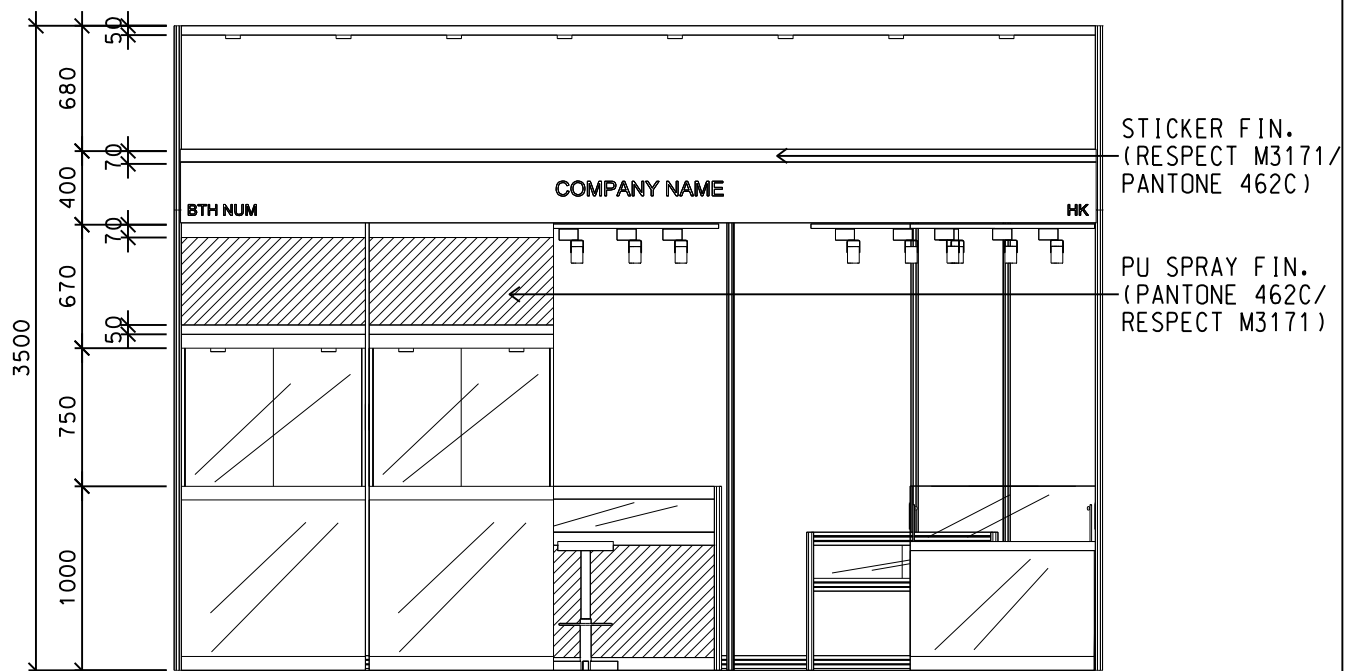 50
680
70
400
70
670
50
3500
750
1000
COMPANY NAME
BTH NUM
HK
STICKER FIN.
(RESPECT M3171/
PANTONE 462C)
PU SPRAY FIN.
(PANTONE 462C/
RESPECT M3171)